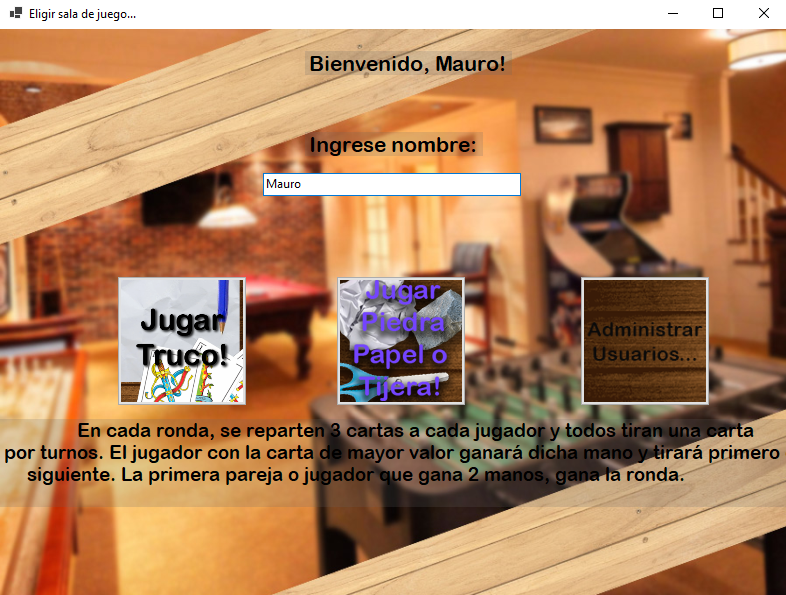 Eligir sala de juego...
Bienvenido, Mauro!
Ingrese nombre:
Mauro
Jugar
Truco!
Jugar
Piedra
Papel o
Tijera!
Administrar
Usuarios...
En cada ronda, se reparten 3 cartas a cada jugador y todos tiran una carta
por turnos. El jugador con la carta de mayor valor ganará dicha mano y tirará primero
siguiente. La primera pareja o jugador que gana 2 manos, gana la ronda.